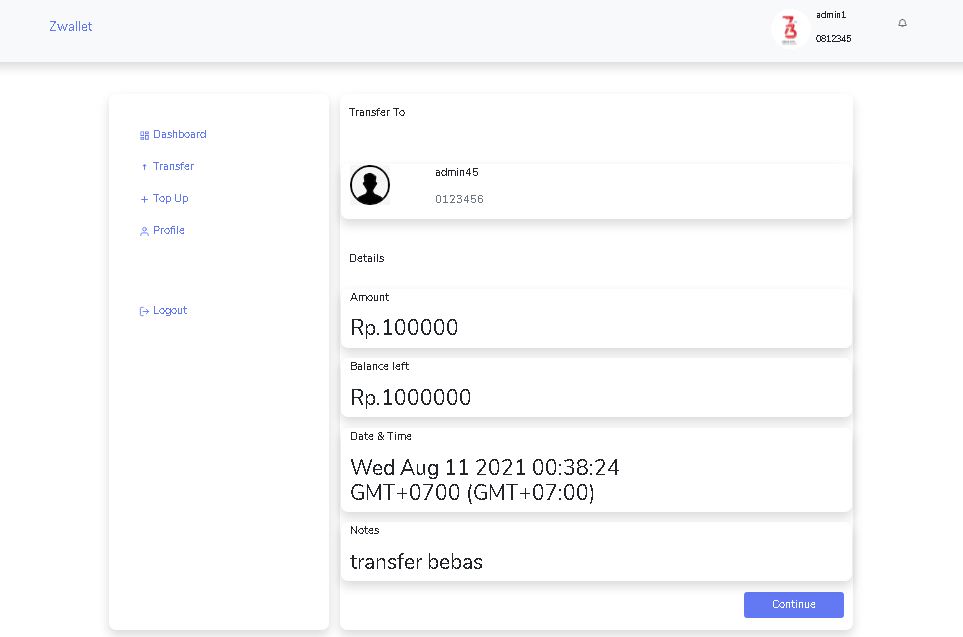 Zwallet
admin1
0812345
Dashboard
Transfer
Top Up
Profile
Logout
Transfer To
admin45
0123456
Details
Amount
Rp.100000
Balance left
Rp.1000000
Date & Time
Wed Aug 11 2021 00:38:24
GMT+0700 (GMT+07:00)
Notes
transfer bebas
Continue